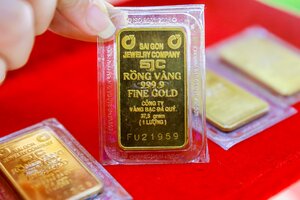 SAI GON
JEWELRY COMPANY
SJC
RỒNG VÀNG
999.9
FINE GOLD
CÔNG TY
VÀNG BẠC ĐÁ QUÝ.
37,5 gram
(1 LƯỢNG)
FU21959